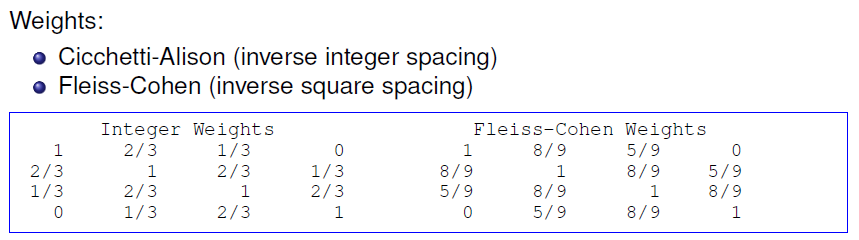 Weights:
Cicchetti-Alison (inverse integer spacing)
Fleiss-Cohen (inverse square spacing)
Integer Weights Fleiss-Cohen Weights
1 2/3 1/3 0 1 8/9 5/9 0
2/3 1 2/3 1/3 8/9 1 8/9 5/9
1/3 2/3 1 2/3 5/9 8/9 1 8/9
0 1/3 2/3 1 0 5/9 8/9 1